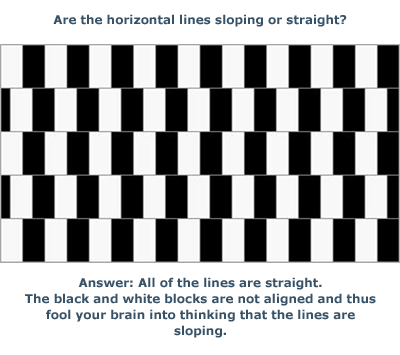 Are the horizontal lines sloping or straight?
Answer: All of the lines are straight.
The black and white blocks are not aligned and thus
fool your brain into thinking that the lines are
sloping.